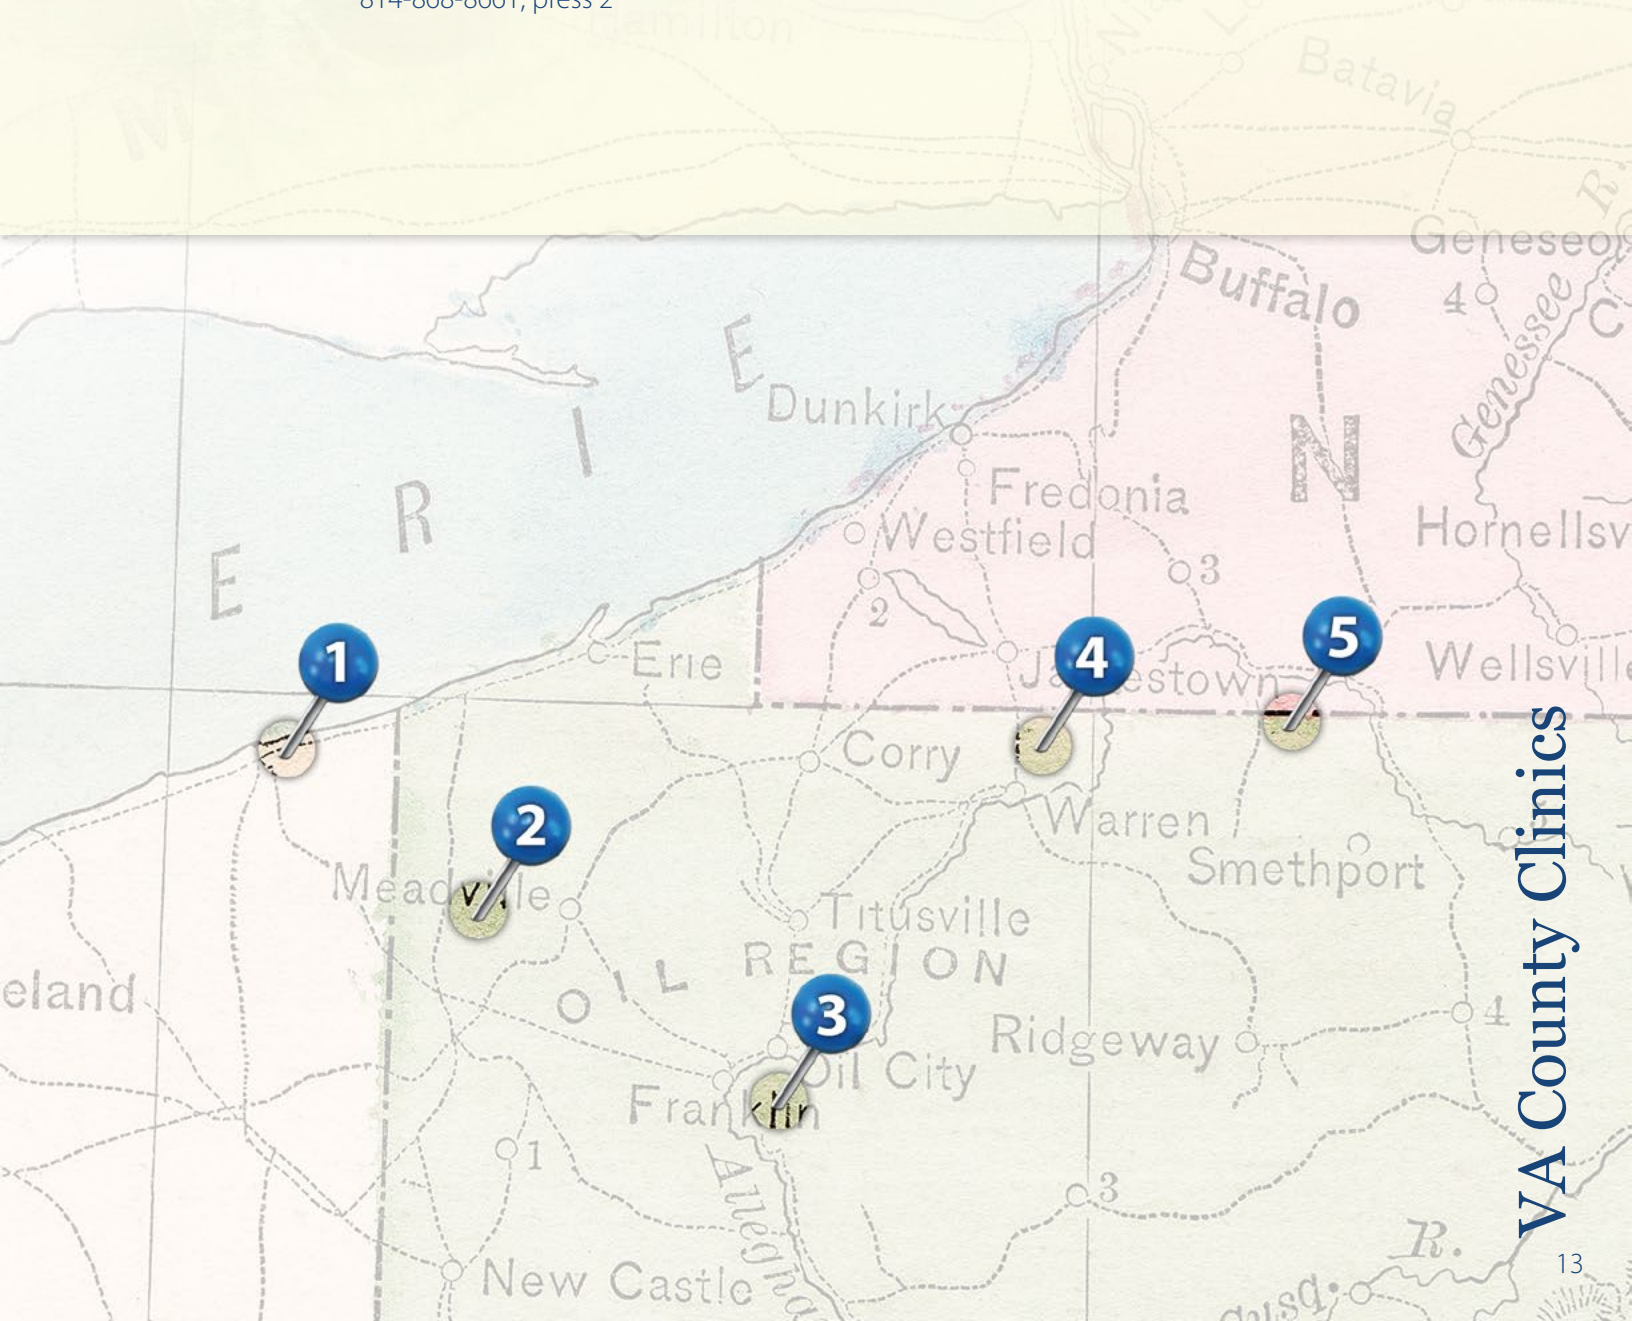 814-868-8661, press 2
Hamilton
Batavia
M
R.
Geneseo
Buffalo
4
Genessee
C
E
Dunkirk
I
N
Fredonia
R
Hornellsv
Westfield
E
3
2
1
4
5
Erie
Jamestown
Wellsville
Corry
2
Warren
Smethport
Meadville
Titusville
OIL REGION
eland
3
4
Ridgeway
Oil City
Franklin
1
3
Allegha
R.
New Castle
Susq.
VA County Clinics
13